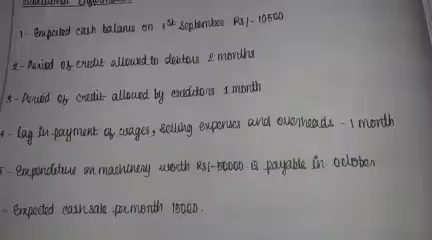 Additional Information
1- Expected cash balance on 1st September RS/- 10500
2- Period of credit allowed to debtors 2 months
3- Period of credit allowed by creditors 1 month
4- Lag in payment of wages, selling expenses and overheads - 1 month
5- Expenditure on machinery worth RS/-50000 is payable in october
- Expected cash sale per month 15000.